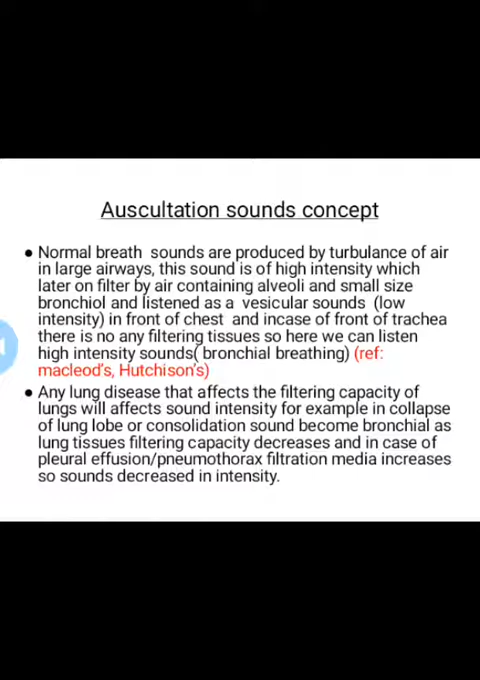 Auscultation sounds concept
● Normal breath sounds are produced by turbulance of air
in large airways, this sound is of high intensity which
later on filter by air containing alveoli and small size
bronchiol and listened as a vesicular sounds (low
intensity) in front of chest and incase of front of trachea
there is no any filtering tissues so here we can listen
high intensity sounds( bronchial breathing) (ref:
macleod's, Hutchison's)
● Any lung disease that affects the filtering capacity of
lungs will affects sound intensity for example in collapse
of lung lobe or consolidation sound become bronchial as
lung tissues filtering capacity decreases and in case of
pleural effusion/pneumothorax filtration media increases
so sounds decreased in intensity.